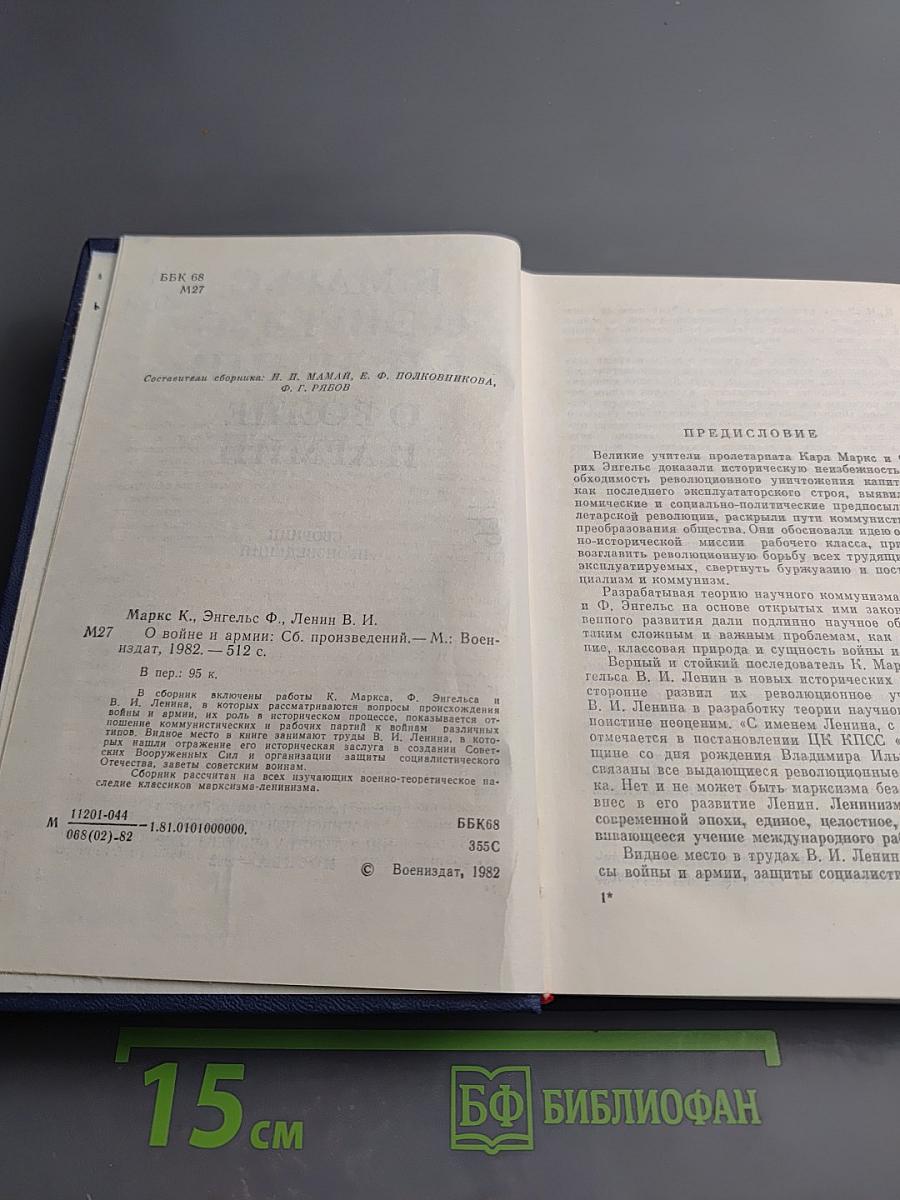 ББК 68
М27
Составители сборника: Н. П. МАМАЙ, Е. Ф. ПОЛКОВНИКОВА,
Ф. Г. РЯБОВ
Маркс К., Энгельс Ф., Ленин В. И.
М27 О войне и армии: Сб. произведений.— М.: Воен-
издат, 1982. — 512 с.
В пер.: 95 к.
В сборник включены работы К. Маркса, Ф. Энгельса и
В. И. Ленина, в которых рассматриваются вопросы происхождения
войны и армии, их роль в историческом процессе, показывается от-
ношение коммунистических и рабочих партий к войнам различных
типов. Видное место в книге занимают труды В. И. Ленина, в кото-
рых нашли отражение его историческая заслуга в создании Совет-
ских Вооруженных Сил и организации защиты социалистического
Отечества, заветы советским воинам.
Сборник рассчитан на всех изучающих военно-теоретическое на-
следие классиков марксизма-ленинизма.
М 11201-044
068(02)-82 —1.81.0101000000.
ББК68
355С
© Воениздат, 1982
ПРЕДИСЛОВИЕ
Великие учители пролетариата Карл Маркс и
рих Энгельс доказали историческую неизбежность
обходимость революционного уничтожения капит
как последнего эксплуататорского строя, выявил
номические и социально-политические предпосыл
летарской революции, раскрыли пути коммунист
преобразования общества. Они обосновали идею о
но-исторической миссии рабочего класса, при
возглавить революционную борьбу всех трудящ
эксплуатируемых, свергнуть буржуазию и пост
циализм и коммунизм.
Разрабатывая теорию научного коммунизма
и Ф. Энгельс на основе открытых ими закон
венного развития дали подлинно научное об
таким сложным и важным проблемам, как
ние, классовая природа и сущность войны и
Верный и стойкий последователь К. Мар
гельса В. И. Ленин в новых исторических
сторонне развил их революционное уч
В. И. Ленина в разработку теории научно
поистине неоценим. «С именем Ленина, с
отмечается в постановлении ЦК КПСС «
щине со дня рождения Владимира Иль
связаны все выдающиеся революционные
ка. Нет и не может быть марксизма без
внес в его развитие Ленин. Ленинизм
современной эпохи, единое, целостное,
вивающееся учение международного раб
Видное место в трудах В. И. Ленин
сы войны и армии, защиты социалисти
1*
15 см
БФ БИБЛИОФАН